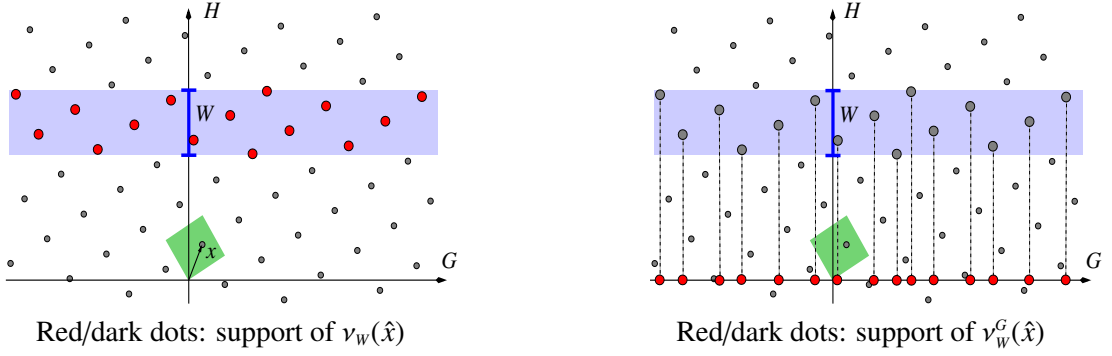 H
W
x
G
Red/dark dots: support of ν_W(x̂)
H
W
G
Red/dark dots: support of ν_W^G(x̂)